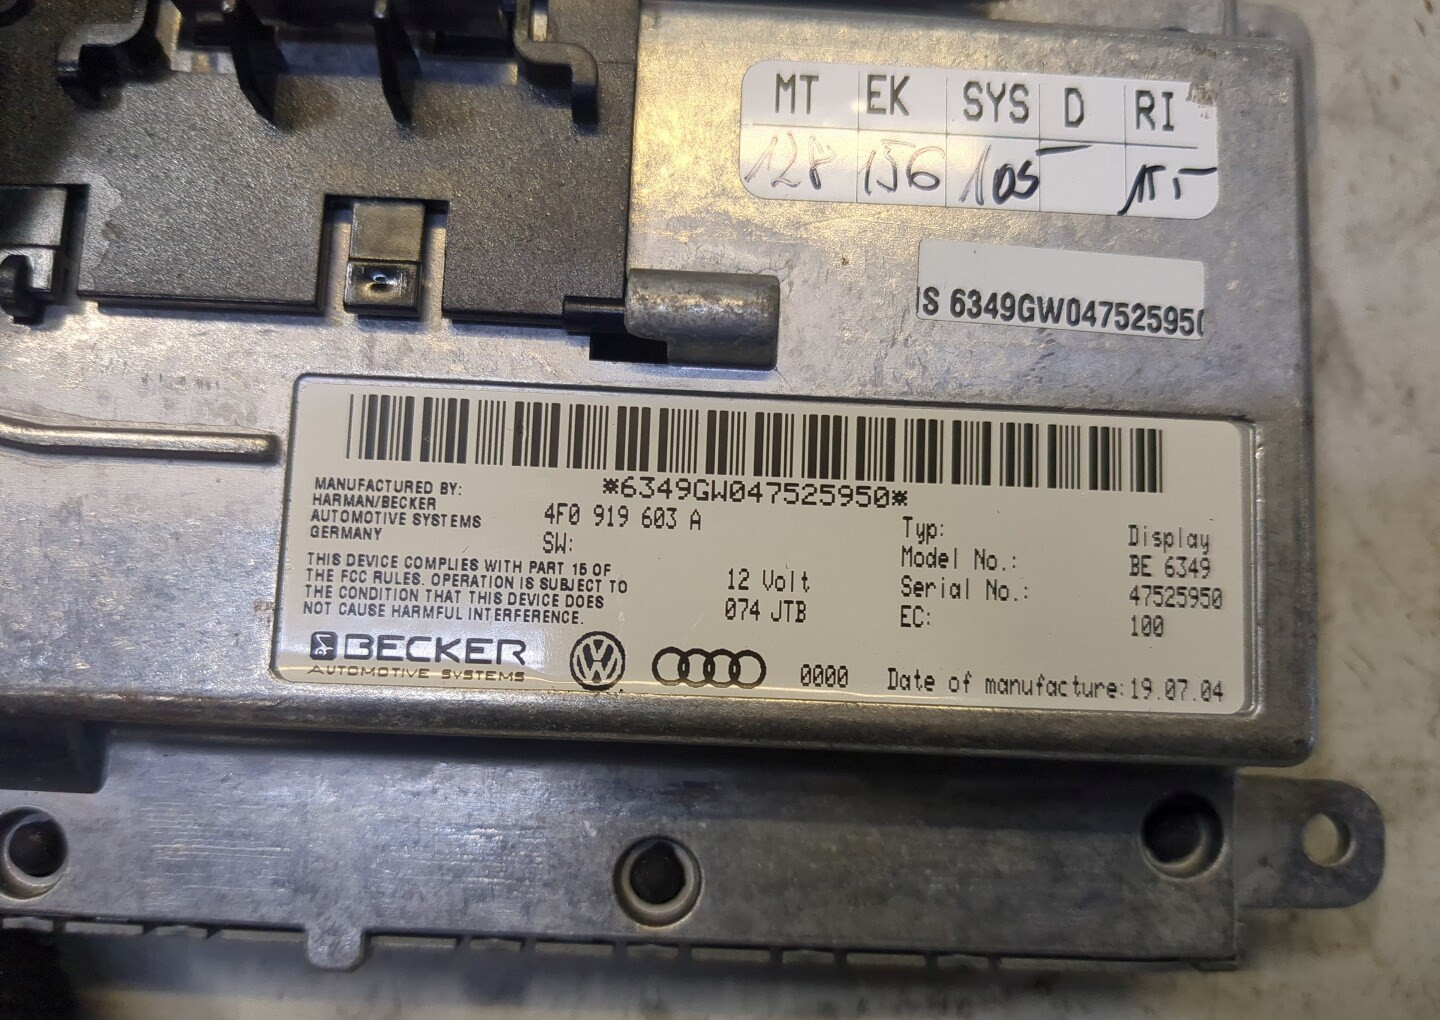 MT EK SYS D RI
128 156 105
S 6349GW04752595
*6349GW047525950*
MANUFACTURED BY:
HARMAN/BECKER
AUTOMOTIVE SYSTEMS
GERMANY
4F0 919 603 A
SW:
THIS DEVICE COMPLIES WITH PART 15 OF
THE FCC RULES. OPERATION IS SUBJECT TO
THE CONDITION THAT THIS DEVICE DOES
NOT CAUSE HARMFUL INTERFERENCE.
12 Volt
074 JTB
Typ: Display
Model No.: BE 6349
Serial No.: 47525950
EC: 100
BECKER
AUTOMOTIVE SYSTEMS
VW
0000 Date of manufacture: 19.07.04